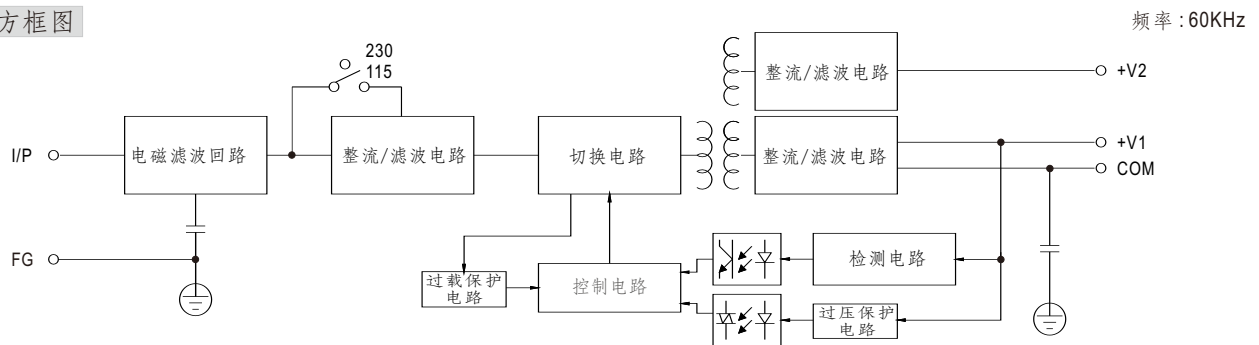 方框图
频率:60KHz
230
115
整流/滤波电路
+V2
I/P
电磁滤波回路
整流/滤波电路
切换电路
整流/滤波电路
+V1
COM
FG
过载保护
电路
控制电路
检测电路
过压保护
电路